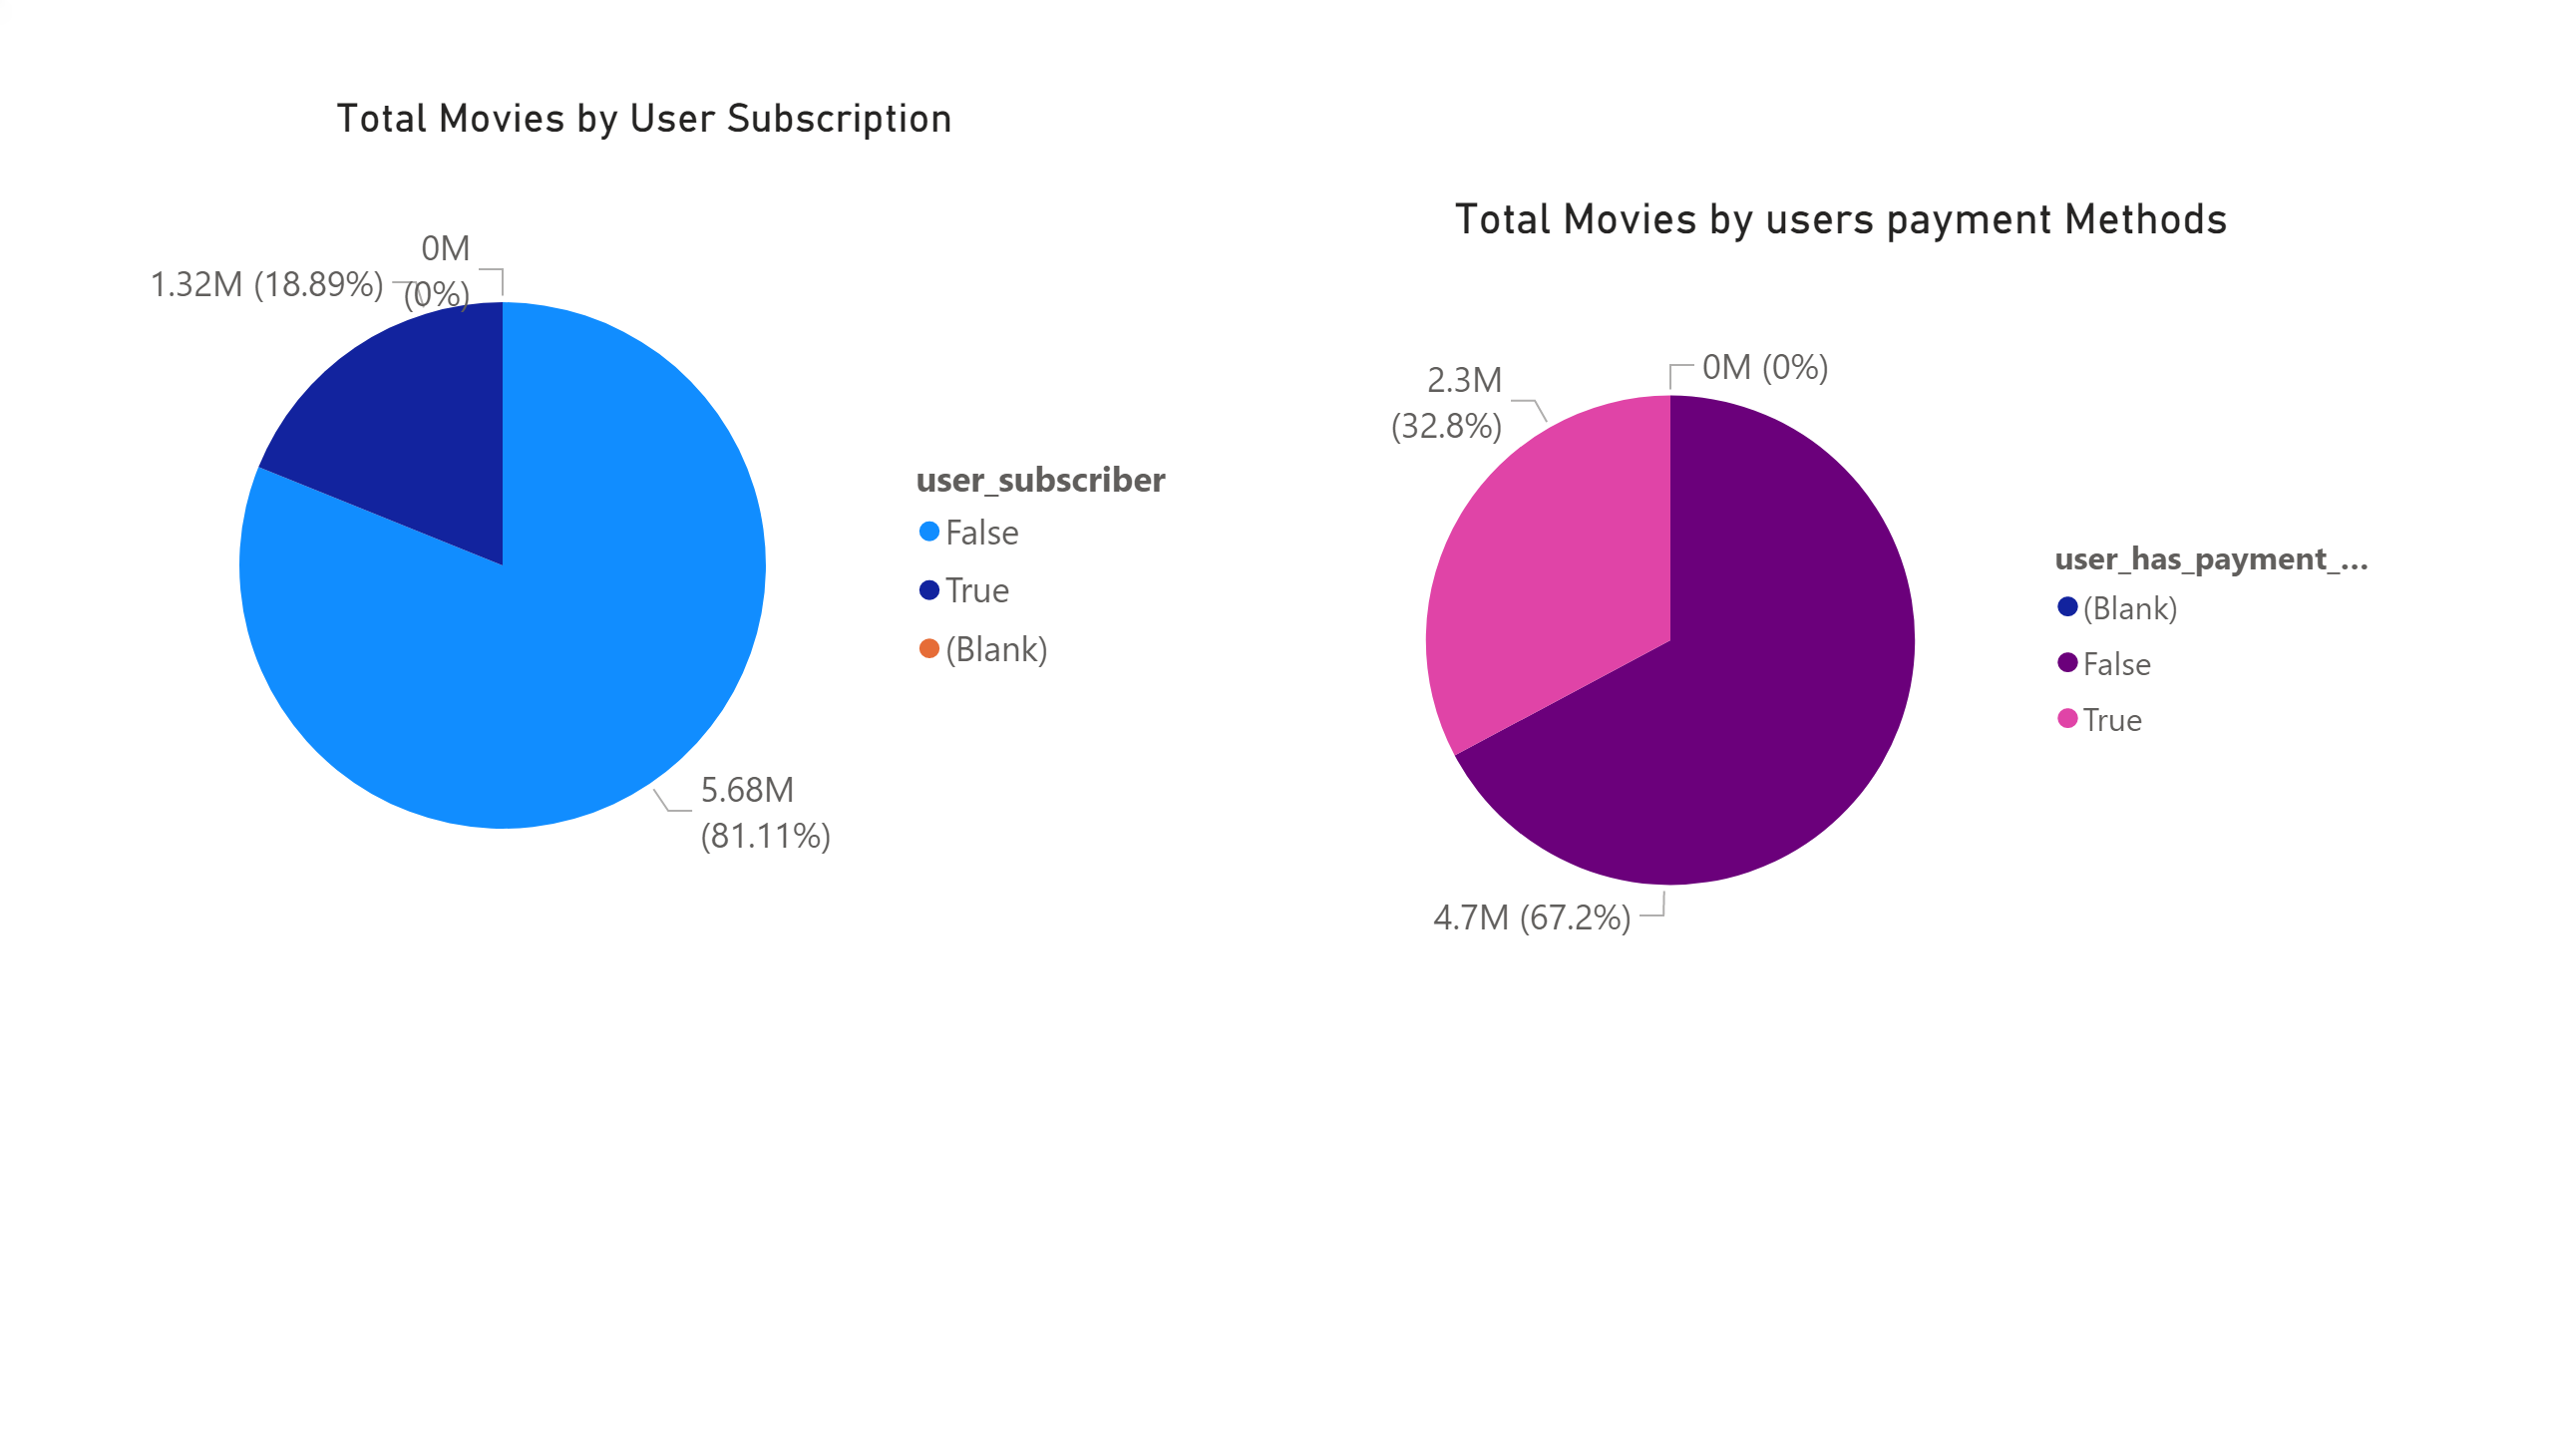 Total Movies by User Subscription
0M
(0%)
1.32M (18.89%)
5.68M
(81.11%)
user_subscriber
False
True
(Blank)
Total Movies by users payment Methods
0M (0%)
2.3M
(32.8%)
4.7M (67.2%)
user_has_payment_...
(Blank)
False
True